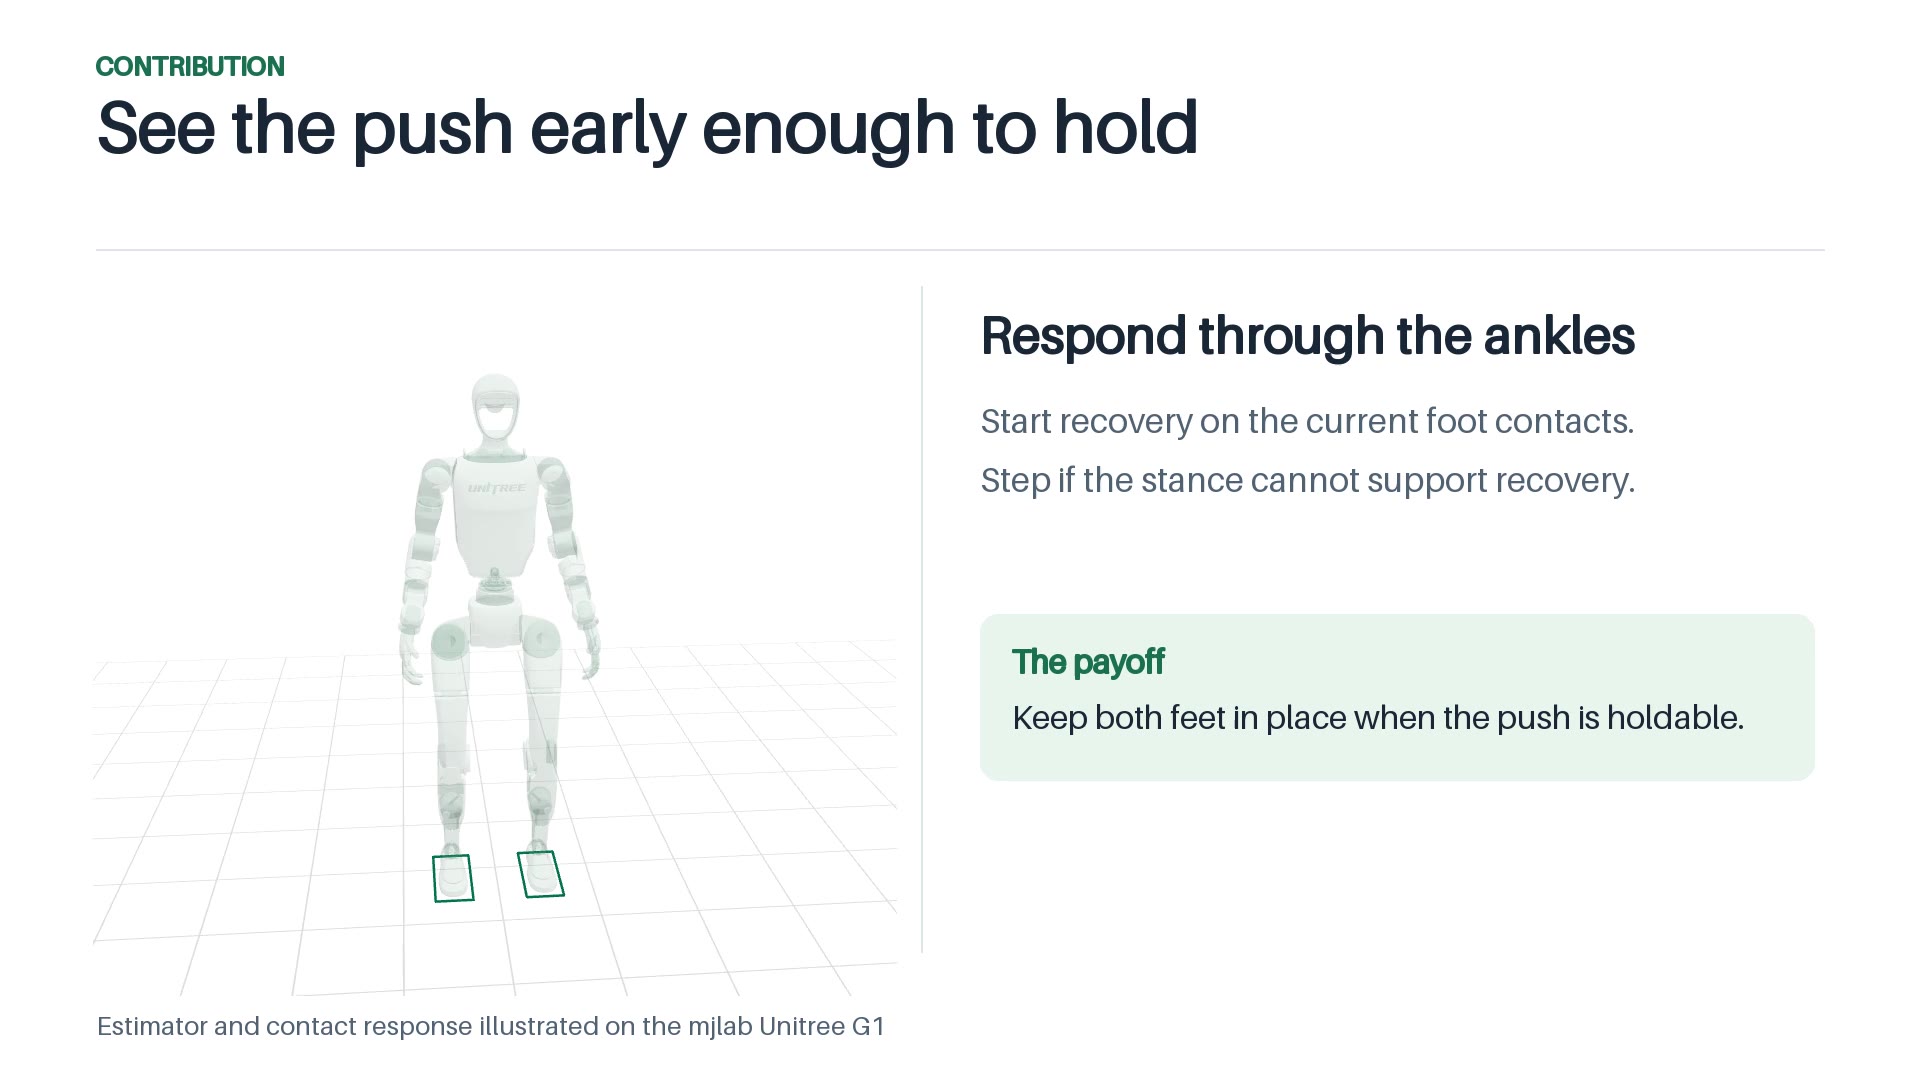 CONTRIBUTION
See the push early enough to hold
UNITREE
Respond through the ankles
Start recovery on the current foot contacts.
Step if the stance cannot support recovery.
The payoff
Keep both feet in place when the push is holdable.
Estimator and contact response illustrated on the mjlab Unitree G1